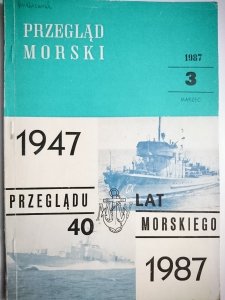 PRZEGLĄD
MORSKI
1987
3
MARZEC
1947
PRZEGLĄDU
40
LAT
MORSKIEGO
1987